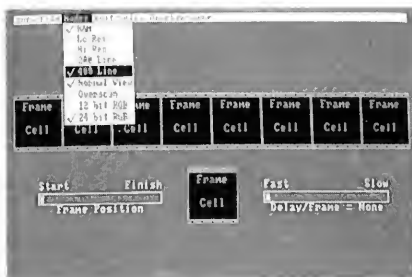 Modes
HAM
Lo Res
Hi Res
200 Line
400 Line
Normal View
Overscan
12 bit RGB
24 bit RGB
Frame Frame Frame Frame Frame Frame
Cell Cell Cell Cell Cell Cell Cell Cell
Start Finish
Frame Position
Frame
Cell
Fast Slow
Delay/Frame = None